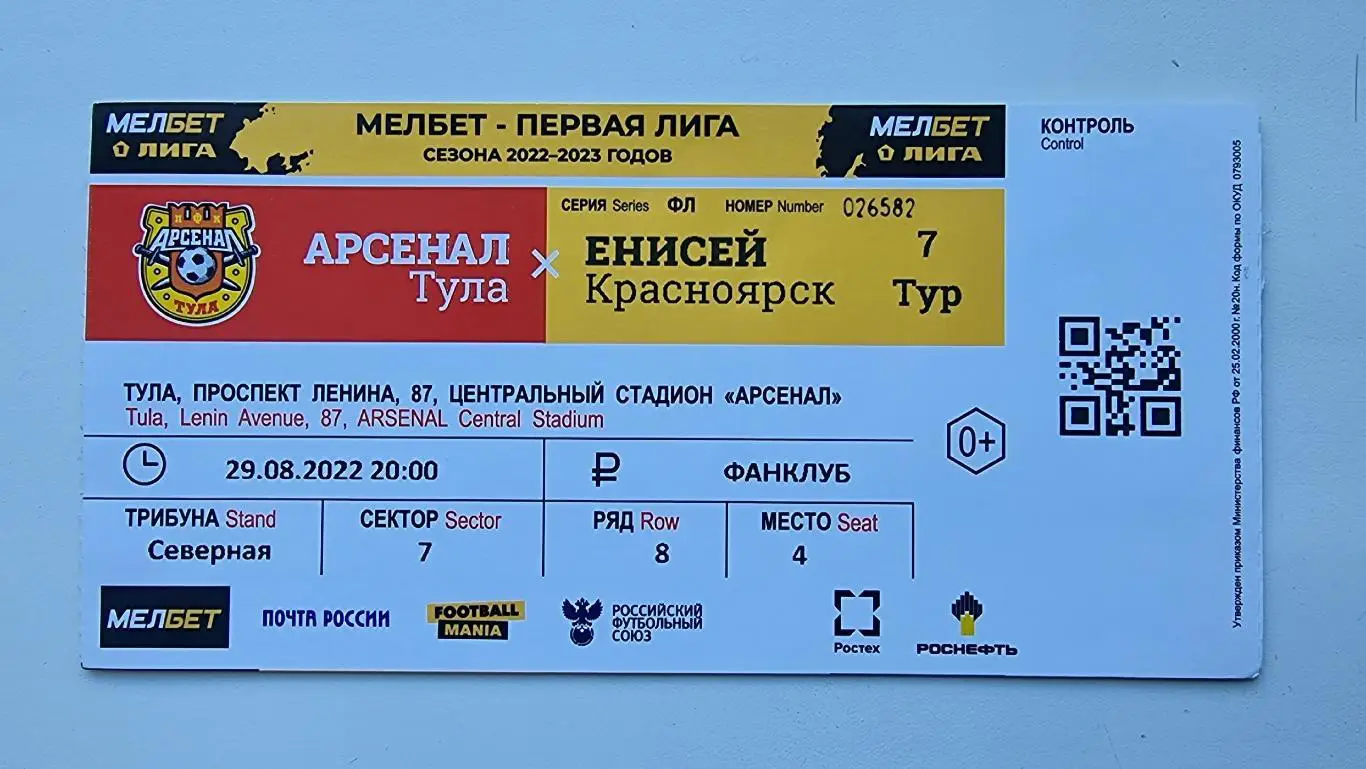 МЕЛБЕТ
1 ЛИГА
МЕЛБЕТ - ПЕРВАЯ ЛИГА
СЕЗОНА 2022–2023 ГОДОВ
МЕЛБЕТ
1 ЛИГА
КОНТРОЛЬ
Control
ПФК
АРСЕНАЛ
ТУЛА
АРСЕНАЛ
Тула
×
СЕРИЯ Series ФЛ НОМЕР Number 026582
ЕНИСЕЙ
Красноярск
7
Тур
ТУЛА, ПРОСПЕКТ ЛЕНИНА, 87, ЦЕНТРАЛЬНЫЙ СТАДИОН «АРСЕНАЛ»
Tula, Lenin Avenue, 87, ARSENAL Central Stadium
0+
29.08.2022 20:00
₽ ФАНКЛУБ
ТРИБУНА Stand
Северная
СЕКТОР Sector
7
РЯД Row
8
МЕСТО Seat
4
МЕЛБЕТ
ПОЧТА РОССИИ
FOOTBALL
MANIA
РОССИЙСКИЙ
ФУТБОЛЬНЫЙ
СОЮЗ
Ростех
РОСНЕФТЬ
Утвержден приказом Министерства финансов РФ от 25.02.2000 г. №20н. Код формы по ОКУД 0793005